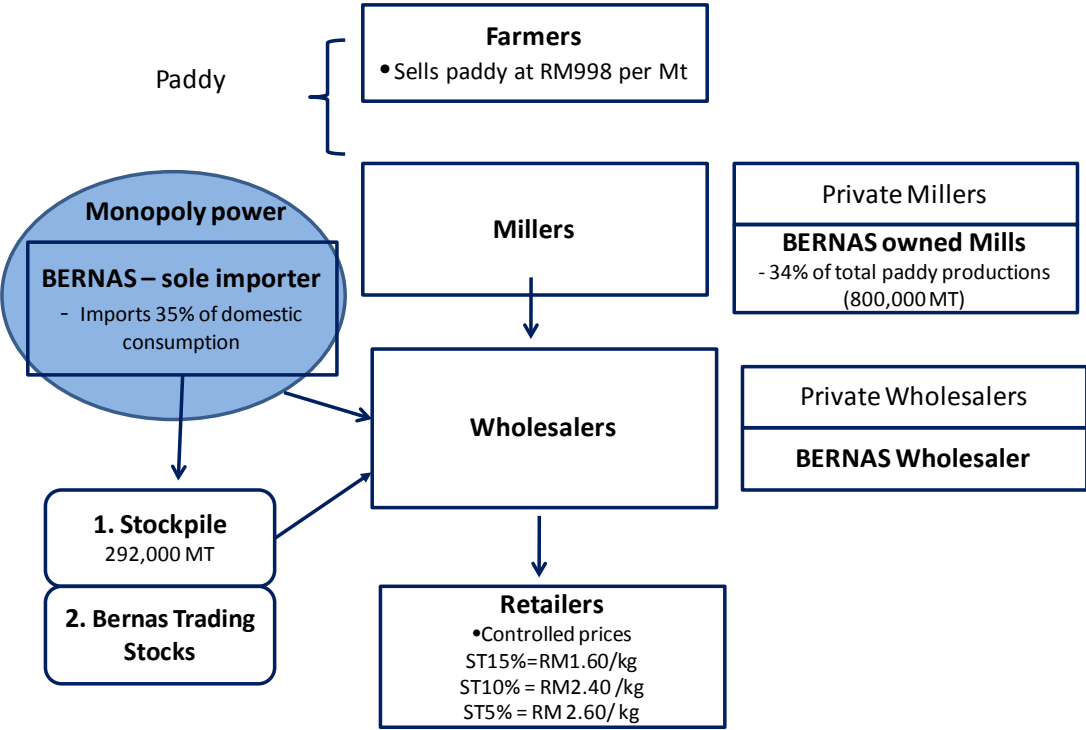 Farmers
•Sells paddy at RM998 per Mt
Paddy
Monopoly power
BERNAS – sole importer
- Imports 35% of domestic
consumption
Millers
Private Millers
BERNAS owned Mills
- 34% of total paddy productions
(800,000 MT)
Wholesalers
Private Wholesalers
BERNAS Wholesaler
1. Stockpile
292,000 MT
2. Bernas Trading
Stocks
Retailers
•Controlled prices
ST15%=RM1.60/kg
ST10% = RM2.40 /kg
ST5% = RM 2.60/ kg